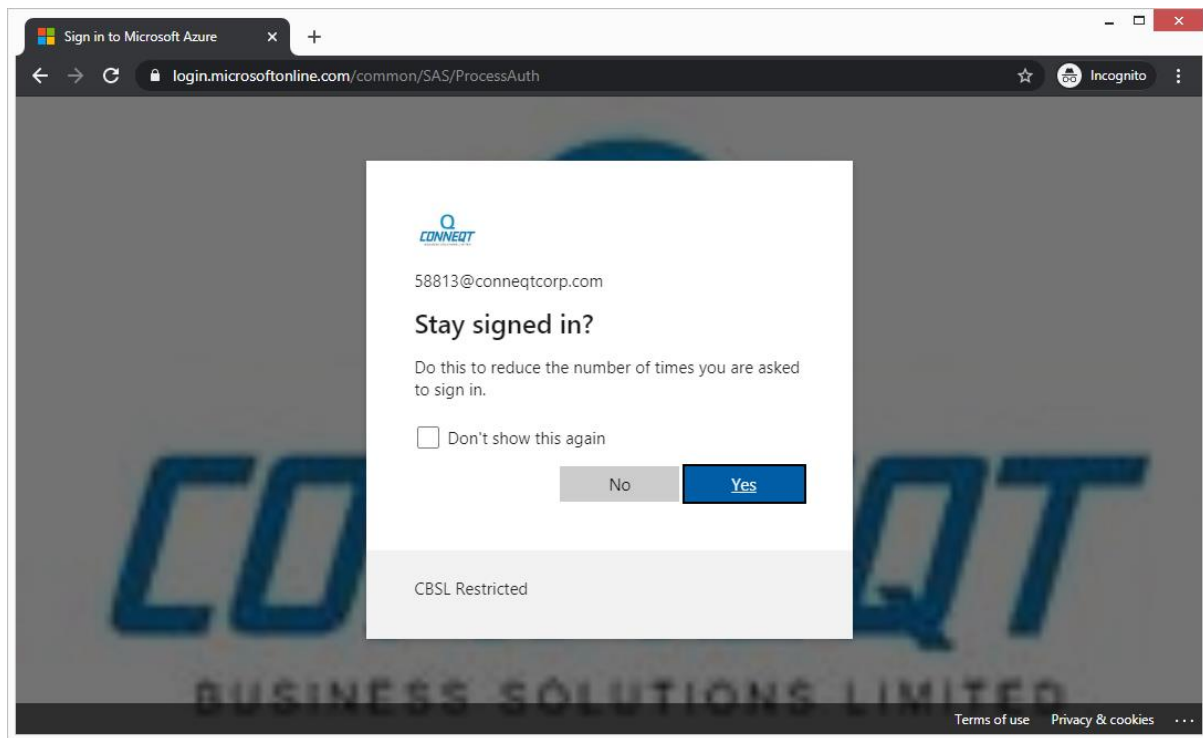 Sign in to Microsoft Azure
login.microsoftonline.com/common/SAS/ProcessAuth
Incognito
CONNEQT
58813@conneqtcorp.com
Stay signed in?
Do this to reduce the number of times you are asked
to sign in.
Don't show this again
No
Yes
CBSL Restricted
BUSINESS SOLUTIONS LIMITED
Terms of use
Privacy & cookies